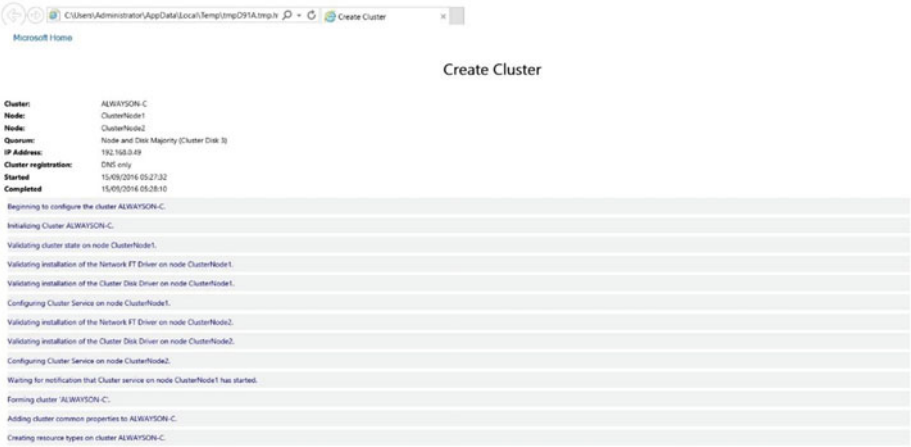 C:\Users\Administrator\AppData\Local\Temp\tmpD91A.tmp.h
Create Cluster
Microsoft Home
Create Cluster
Cluster: ALWAYSON-C
Node: ClusterNode1
Node: ClusterNode2
Quorum: Node and Disk Majority (Cluster Disk 3)
IP Address: 192.168.0.49
Cluster registration: DNS only
Started 15/09/2016 05:27:32
Completed 15/09/2016 05:28:10
Beginning to configure the cluster ALWAYSON-C.
Initializing Cluster ALWAYSON-C.
Validating cluster state on node ClusterNode1.
Validating installation of the Network FT Driver on node ClusterNode1.
Validating installation of the Cluster Disk Driver on node ClusterNode1.
Configuring Cluster Service on node ClusterNode1.
Validating installation of the Network FT Driver on node ClusterNode2.
Validating installation of the Cluster Disk Driver on node ClusterNode2.
Configuring Cluster Service on node ClusterNode2.
Waiting for notification that Cluster service on node ClusterNode1 has started.
Forming cluster 'ALWAYSON-C'.
Adding cluster common properties to ALWAYSON-C.
Creating resource types on cluster ALWAYSON-C.